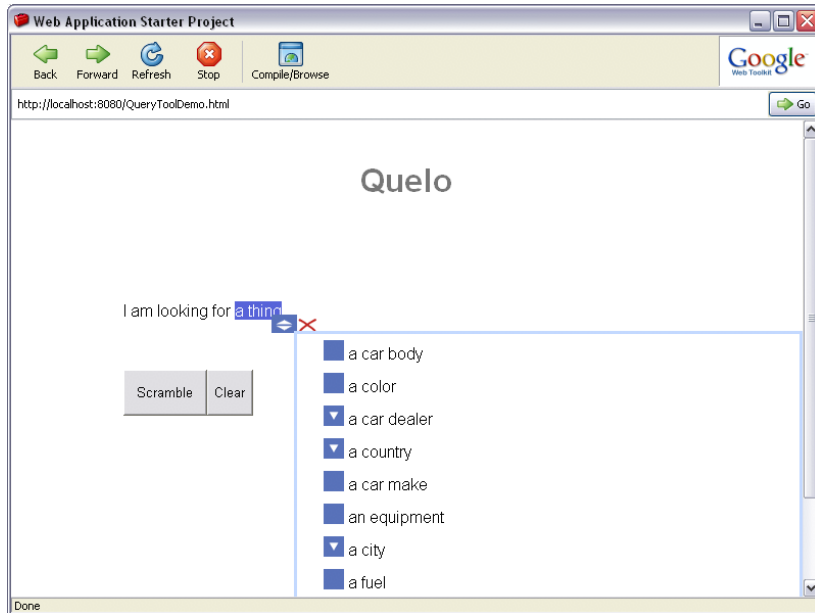 Web Application Starter Project
Back Forward Refresh Stop Compile/Browse
Google
Web Toolkit
http://localhost:8080/QueryToolDemo.html Go
Quelo
I am looking for a thing
a car body
a color
Scramble Clear
a car dealer
a country
a car make
an equipment
a city
a fuel
Done